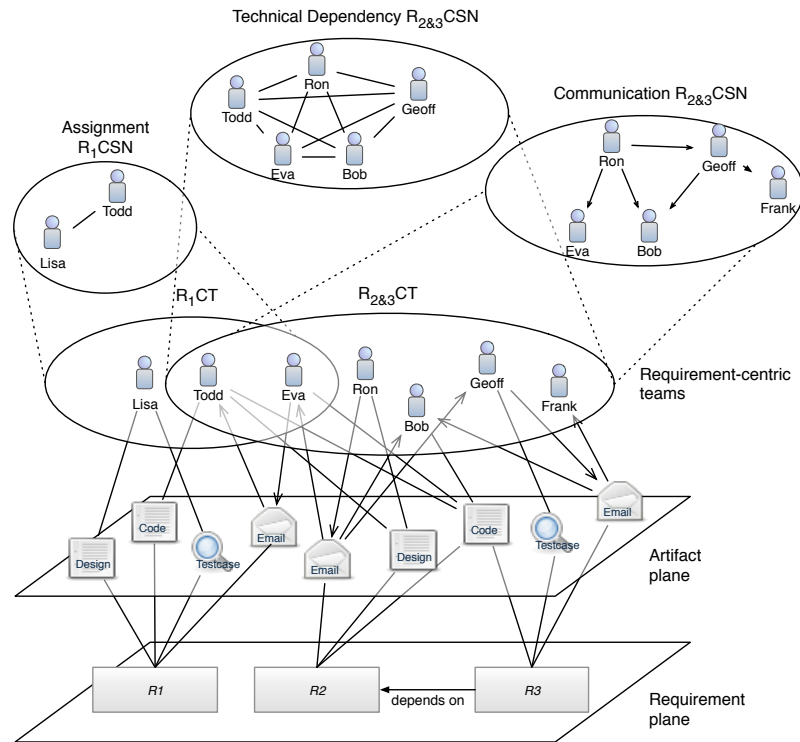 Technical Dependency R2&3CSN
Ron
Todd
Geoff
Eva
Bob
Communication R2&3CSN
Ron
Geoff
Frank
Eva
Bob
Assignment
R1CSN
Todd
Lisa
R1CT
R2&3CT
Lisa
Todd
Eva
Ron
Bob
Geoff
Frank
Requirement-centric
teams
Design
Code
Testcase
Email
Email
Design
Code
Testcase
Email
Artifact
plane
R1
R2
depends on
R3
Requirement
plane